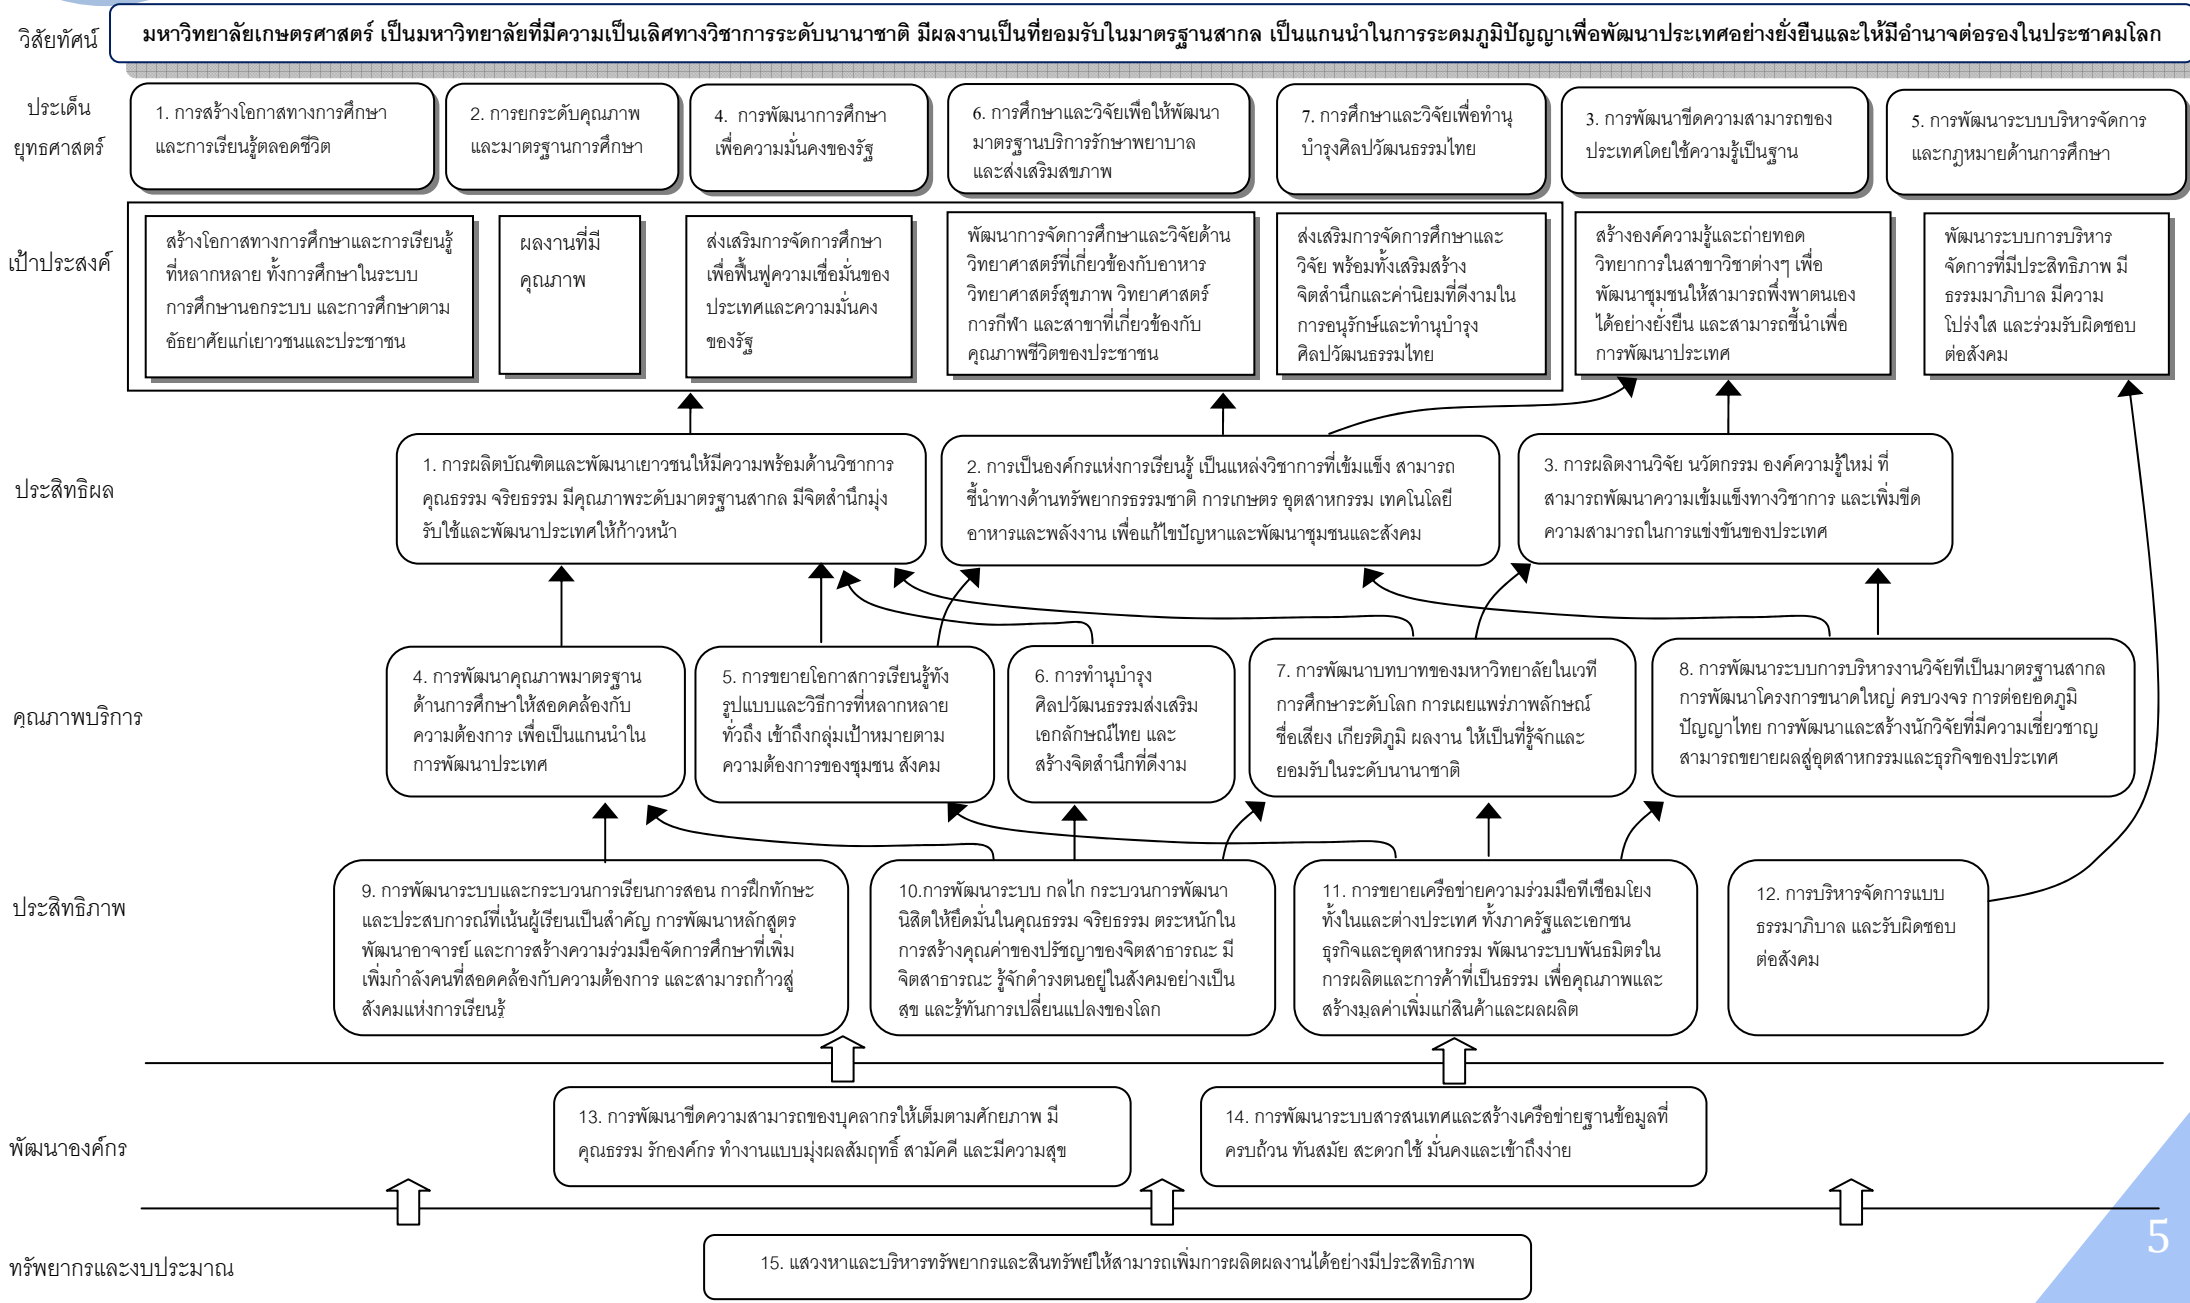 วิสัยทัศน์
มหาวิทยาลัยเกษตรศาสตร์ เป็นมหาวิทยาลัยที่มีความเป็นเลิศทางวิชาการระดับนานาชาติ มีผลงานเป็นที่ยอมรับในมาตรฐานสากล เป็นแกนนำในการระดมภูมิปัญญาเพื่อพัฒนาประเทศอย่างยั่งยืนและให้มีอำนาจต่อรองในประชาคมโลก
ประเด็น
ยุทธศาสตร์
1. การสร้างโอกาสทางการศึกษา
และการเรียนรู้ตลอดชีวิต
2. การยกระดับคุณภาพ
และมาตรฐานการศึกษา
4. การพัฒนาการศึกษา
เพื่อความมั่นคงของรัฐ
6. การศึกษาและวิจัยเพื่อให้พัฒนา
มาตรฐานบริการรักษาพยาบาล
และส่งเสริมสขภาพ
7. การศึกษาและวิจัยเพื่อทำนุ
บำรุงศิลปวัฒนธรรมไทย
3. การพัฒนาขีดความสามารถของ
ประเทศโดยใช้ความรู้เป็นฐาน
5. การพัฒนาระบบบริหารจัดการ
และกฎหมายด้านการศึกษา
เป้าประสงค์
สร้างโอกาสทางการศึกษาและการเรียนรู้
ที่หลากหลาย ทั้งการศึกษาในระบบ
การศึกษานอกระบบ และการศึกษาตาม
อัธยาศัยแก่เยาวชนและประชาชน
ผลงานที่มี
คุณภาพ
ส่งเสริมการจัดการศึกษา
เพื่อฟื้นฟูความเชื่อมั่นของ
ประเทศและความมั่นคง
ของรัฐ
พัฒนาการจัดการศึกษาและวิจัยด้าน
วิทยาศาสตร์ที่เกี่ยวข้องกับอาหาร
วิทยาศาสตร์สุขภาพ วิทยาศาสตร์
การกีฬา และสาขาที่เกี่ยวข้องกับ
คุณภาพชีวิตของประชาชน
ส่งเสริมการจัดการศึกษาและ
วิจัย พร้อมทั้งเสริมสร้าง
จิตสำนึกและค่านิยมที่ดีงามใน
การอนุรักษ์และทำนุบำรุง
ศิลปวัฒนธรรมไทย
สร้างองค์ความรู้และถ่ายทอด
วิทยาการในสาขาวิชาต่างๆ เพื่อ
พัฒนาชุมชนให้สามารถพึ่งพาตนเอง
ได้อย่างยั่งยืน และสามารถชี้นำเพื่อ
การพัฒนาประเทศ
พัฒนาระบบการบริหาร
จัดการที่มีประสิทธิภาพ มี
ธรรมมาภิบาล มีความ
โปร่งใส และร่วมรับผิดชอบ
ต่อสังคม
ประสิทธิผล
1. การผลิตบัณฑิตและพัฒนาเยาวชนให้มีความพร้อมด้านวิชาการ
คุณธรรม จริยธรรม มีคุณภาพระดับมาตรฐานสากล มีจิตสำนึกมุ่ง
รับใช้และพัฒนาประเทศให้ก้าวหน้า
2. การเป็นองค์กรแห่งการเรียนรู้ เป็นแหล่งวิชาการที่เข้มแข็ง สามารถ
ชี้นำทางด้านทรัพยากรธรรมชาติ การเกษตร อุตสาหกรรม เทคโนโลยี
อาหารและพลังงาน เพื่อแก้ไขปัญหาและพัฒนาชุมชนและสังคม
3. การผลิตงานวิจัย นวัตกรรม องค์ความรู้ใหม่ ที่
สามารถพัฒนาความเข้มแข็งทางวิชาการ และเพิ่มขีด
ความสามารถในการแข่งขันของประเทศ
คุณภาพบริการ
4. การพัฒนาคุณภาพมาตรฐาน
ด้านการศึกษาให้สอดคล้องกับ
ความต้องการ เพื่อเป็นแกนนำใน
การพัฒนาประเทศ
5. การขยายโอกาสการเรียนรู้ทัง
รูปแบบและวิธีการที่หลากหลาย
ทั่วถึง เข้าถึงกลุ่มเป้าหมายตาม
ความต้องการของชุมชน สังคม
6. การทำนุบำรุง
ศิลปวัฒนธรรมส่งเสริม
เอกลักษณ์ไทย และ
สร้างจิตสำนึกที่ดีงาม
7. การพัฒนาบทบาทของมหาวิทยาลัยในเวที
การศึกษาระดับโลก การเผยแพร่ภาพลักษณ์
ชื่อเสียง เกียรติภูมิ ผลงาน ให้เป็นที่รู้จักและ
ยอมรับในระดับนานาชาติ
8. การพัฒนาระบบการบริหารงานวิจัยทีเป็นมาตรฐานสากล
การพัฒนาโครงการขนาดใหญ่ ครบวงจร การต่อยอดภูมิ
ปัญญาไทย การพัฒนาและสร้างนักวิจัยที่มีความเชี่ยวชาญ
สามารถขยายผลสู่อุตสาหกรรมและธุรกิจของประเทศ
ประสิทธิภาพ
9. การพัฒนาระบบและกระบวนการเรียนการสอน การฝึกทักษะ
และประสบการณ์ที่เน้นผู้เรียนเป็นสำคัญ การพัฒนาหลักสูตร
พัฒนาอาจารย์ และการสร้างความร่วมมือจัดการศึกษาที่เพิ่ม
เพิ่มกำลังคนที่สอดคล้องกับความต้องการ และสามารถก้าวสู่
สังคมแห่งการเรียนรู้
10.การพัฒนาระบบ กลไก กระบวนการพัฒนา
นิสิตให้ยึดมั่นในคุณธรรม จริยธรรม ตระหนักใน
การสร้างคุณค่าของปรัชญาของจิตสาธารณะ มี
จิตสาธารณะ รู้จักดำรงตนอยู่ในสังคมอย่างเป็น
สุข และรู้ทันการเปลี่ยนแปลงของโลก
11. การขยายเครือข่ายความร่วมมือทีเชือมโยง
ทั้งในและต่างประเทศ ทั้งภาครัฐและเอกชน
ธุรกิจและอุตสาหกรรม พัฒนาระบบพันธมิตรใน
การผลิตและการค้าที่เป็นธรรม เพื่อคุณภาพและ
สร้างมูลค่าเพิ่มแก่สินค้าและผลผลิต
12. การบริหารจัดการแบบ
ธรรมาภิบาล และรับผิดชอบ
ต่อสังคม
พัฒนาองค์กร
13. การพัฒนาขีดความสามารถของบุคลากรให้เต็มตามศักยภาพ มี
คุณธรรม รักองค์กร ทำงานแบบมุ่งผลสัมฤทธิ์ สามัคคี และมีความสุข
14. การพัฒนาระบบสารสนเทศและสร้างเครือข่ายฐานข้อมูลที่
ครบถ้วน ทันสมัย สะดวกใช้ มั่นคงและเข้าถึงง่าย
ทรัพยากรและงบประมาณ
15. แสวงหาและบริหารทรัพยากรและสินทรัพย์ให้สามารถเพิ่มการผลิตผลงานได้อย่างมีประสิทธิภาพ
5